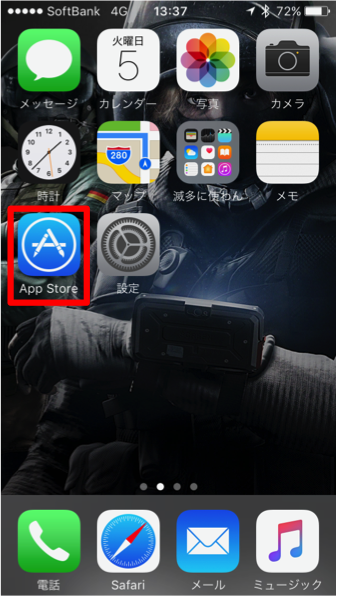 SoftBank 4G 13:37 72%
火曜日
5
メッセージ カレンダー 写真 カメラ
280
時計 マップ 滅多に使わん メモ
App Store 設定
電話 Safari メール ミュージック